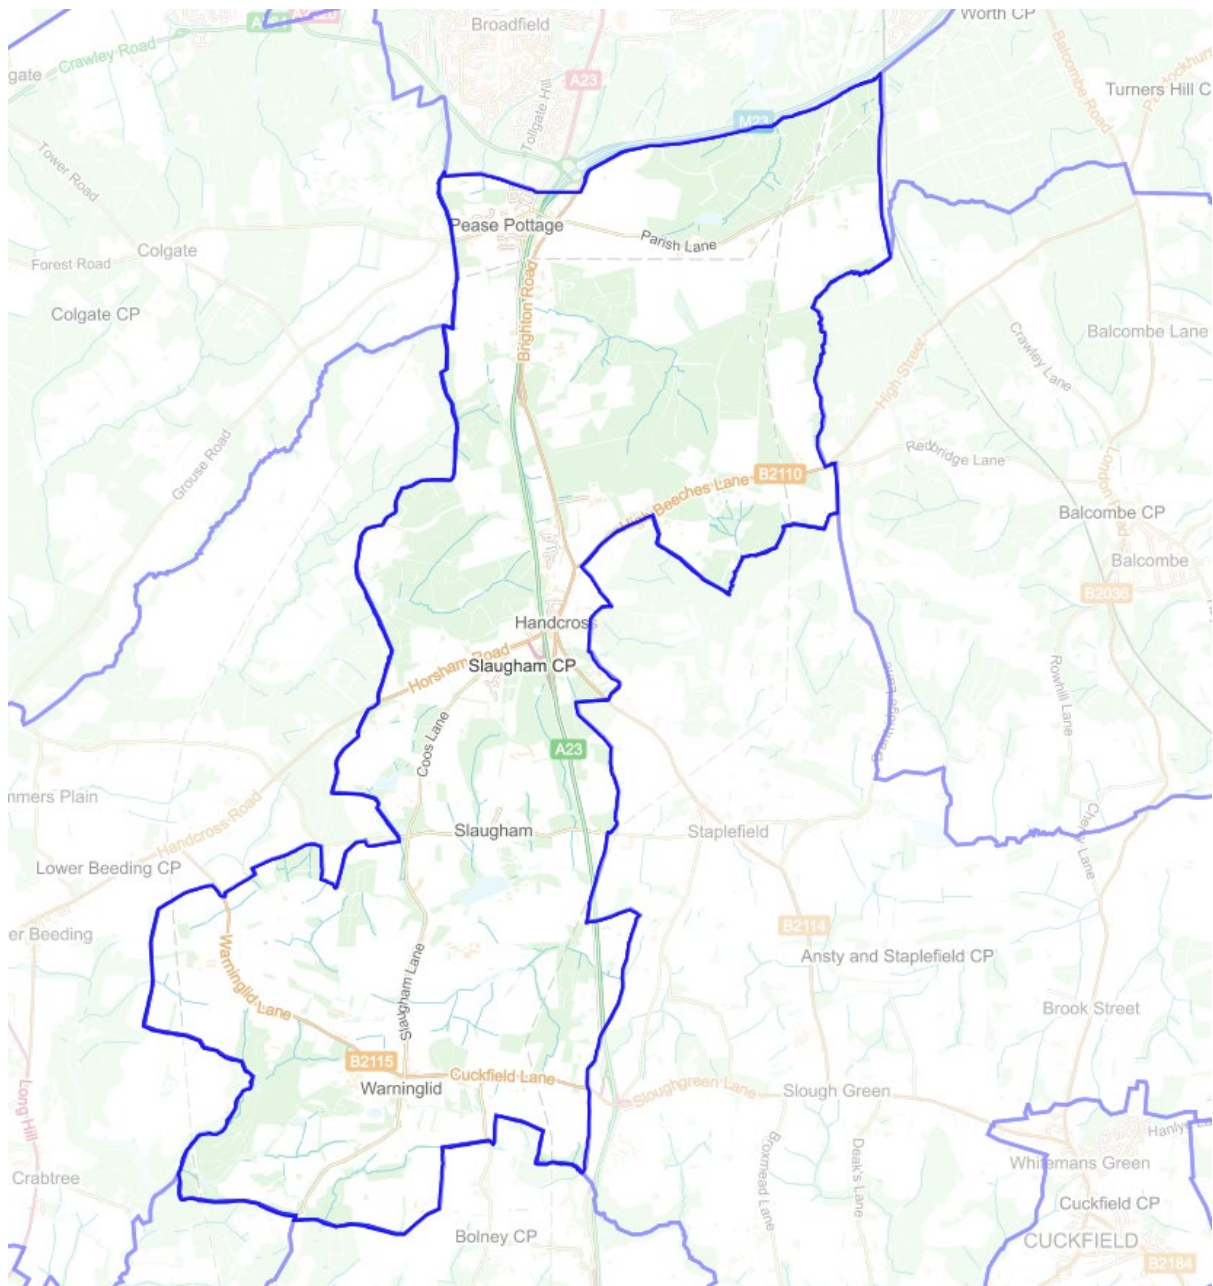 Worth CP
Broadfield
Crawley Road
gate
A23
Tollgate Hill
Balcombe Road
Turners Hill C
M23
Tower Road
Pease Pottage
Parish Lane
Colgate
Forest Road
Colgate CP
Brighton Road
Crawley Lane
Balcombe Lane
High Street
Grouse Road
Redbridge Lane
B2110
High Beeches Lane
London Road
Balcombe CP
Balcombe
B2036
Handcross
Horsham Road
Slaugham CP
Rowhill Lane
Coos Lane
A23
mmers Plain
Handcross Road
Slaugham
Staplefield
Cherry Lane
Lower Beeding CP
er Beeding
B2114
Warninglid Lane
Slaugham Lane
Ansty and Staplefield CP
Brook Street
B2115
Cuckfield Lane
Warninglid
Sloughgreen Lane
Slough Green
Long Hill
Broxmead Lane
Deak's Lane
Whitemans Green
Crabtree
Cuckfield CP
Bolney CP
CUCKFIELD
B2184